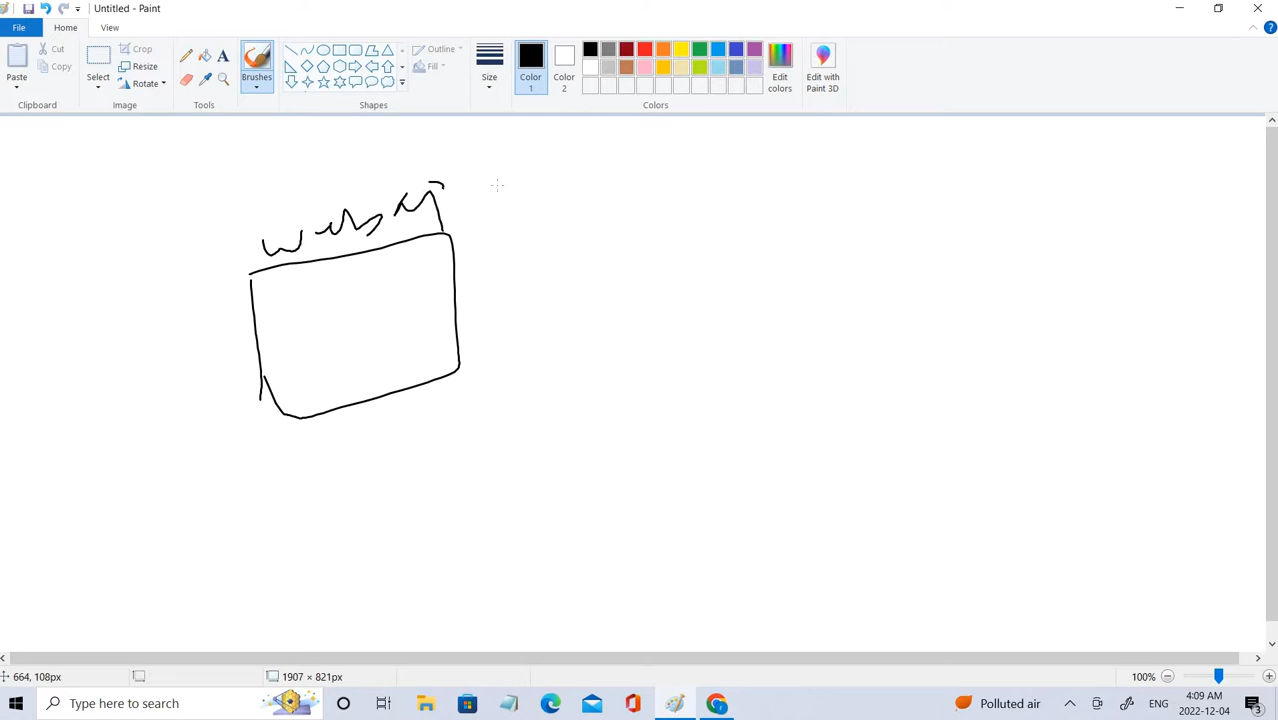 Untitled - Paint
File
Home
View
Paste
Cut
Copy
Clipboard
Select
Crop
Resize
Rotate
Image
A
Tools
Brushes
Outline
Fill
Shapes
Size
Color 1
Color 2
Edit colors
Colors
Edit with Paint 3D
664, 108px
1907 × 821px
100%
Type here to search
Polluted air
ENG
4:09 AM
2022-12-04
3